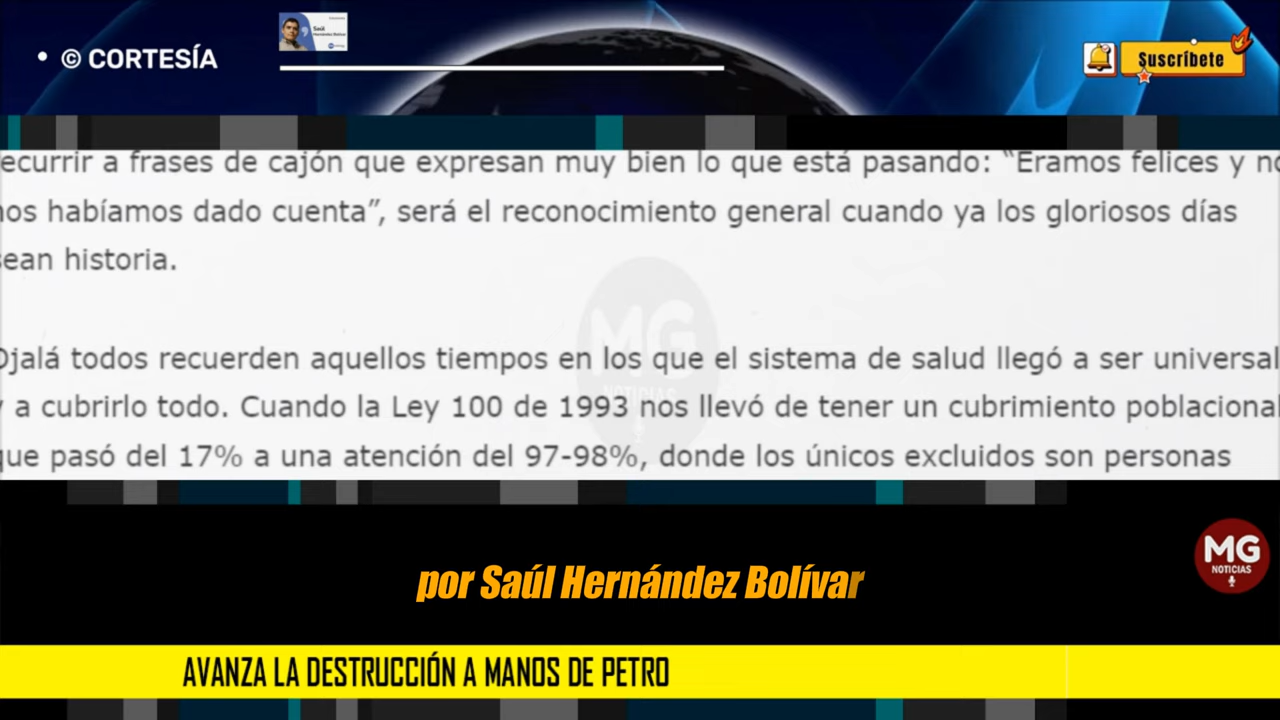 • © CORTESÍA
Saúl
Suscríbete
ecurrir a frases de cajón que expresan muy bien lo que está pasando: “Eramos felices y no
nos habíamos dado cuenta”, será el reconocimiento general cuando ya los gloriosos días
sean historia.
Ojalá todos recuerden aquellos tiempos en los que el sistema de salud llegó a ser universal
y a cubrirlo todo. Cuando la Ley 100 de 1993 nos llevó de tener un cubrimiento poblacional
que pasó del 17% a una atención del 97-98%, donde los únicos excluidos son personas
MG
NOTICIAS
por Saúl Hernández Bolívar
MG
NOTICIAS
AVANZA LA DESTRUCCIÓN A MANOS DE PETRO